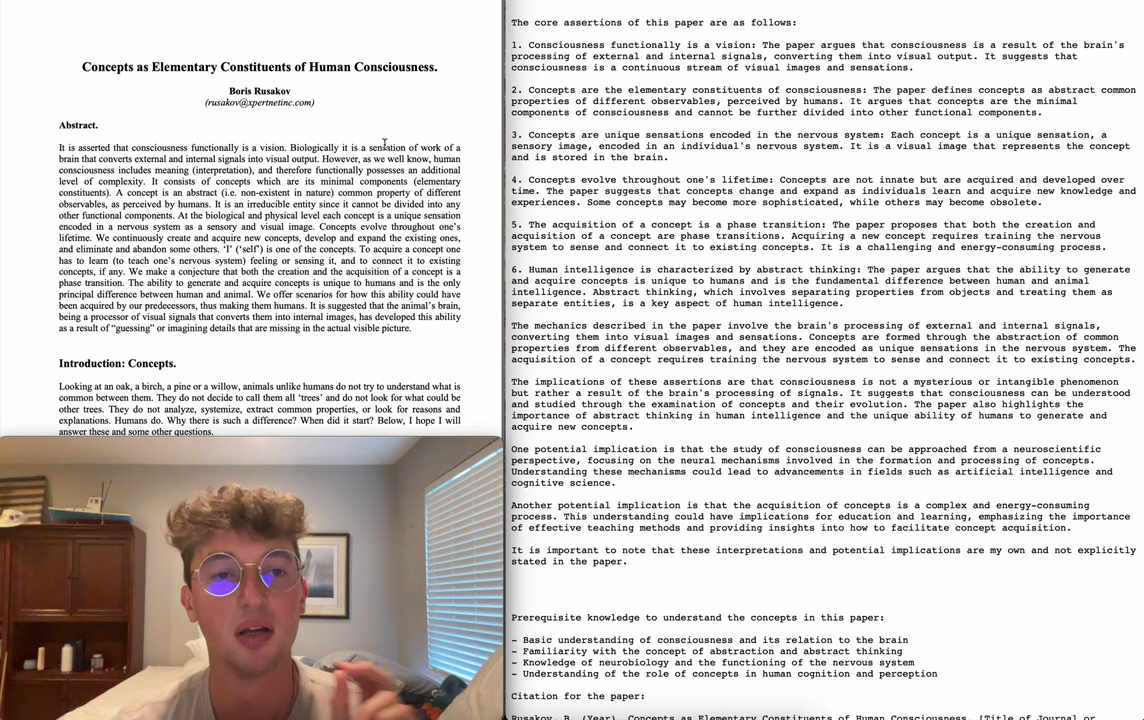 Concepts as Elementary Constituents of Human Consciousness.
Boris Rusakov
(rusakov@xpertnetinc.com)
Abstract.
It is asserted that consciousness functionally is a vision. Biologically it is a sensation of work of a
brain that converts external and internal signals into visual output. However, as we well know, human
consciousness includes meaning (interpretation), and therefore functionally possesses an additional
level of complexity. It consists of concepts which are its minimal components (elementary
constituents). A concept is an abstract (i.e. non-existent in nature) common property of different
observables, as perceived by humans. It is an irreducible entity since it cannot be divided into any
other functional components. At the biological and physical level each concept is a unique sensation
encoded in a nervous system as a sensory and visual image. Concepts evolve throughout one's
lifetime. We continuously create and acquire new concepts, develop and expand the existing ones,
and eliminate and abandon some others. 'I' ('self') is one of the concepts. To acquire a concept one
has to learn (to teach one's nervous system) feeling or sensing it, and to connect it to existing
concepts, if any. We make a conjecture that both the creation and the acquisition of a concept is a
phase transition. The ability to generate and acquire concepts is unique to humans and is the only
principal difference between human and animal. We offer scenarios for how this ability could have
been acquired by our predecessors, thus making them humans. It is suggested that the animal's brain,
being a processor of visual signals that converts them into internal images, has developed this ability
as a result of "guessing" or imagining details that are missing in the actual visible picture.
Introduction: Concepts.
Looking at an oak, a birch, a pine or a willow, animals unlike humans do not try to understand what is
common between them. They do not decide to call them all 'trees' and do not look for what could be
other trees. They do not analyze, systemize, extract common properties, or look for reasons and
explanations. Humans do. Why there is such a difference? When did it start? Below, I hope I will
answer these and some other questions.
The core assertions of this paper are as follows:
1. Consciousness functionally is a vision: The paper argues that consciousness is a result of the brain's
processing of external and internal signals, converting them into visual output. It suggests that
consciousness is a continuous stream of visual images and sensations.
2. Concepts are the elementary constituents of consciousness: The paper defines concepts as abstract common
properties of different observables, perceived by humans. It argues that concepts are the minimal
components of consciousness and cannot be further divided into other functional components.
3. Concepts are unique sensations encoded in the nervous system: Each concept is a unique sensation, a
sensory image, encoded in an individual's nervous system. It is a visual image that represents the concept
and is stored in the brain.
4. Concepts evolve throughout one's lifetime: Concepts are not innate but are acquired and developed over
time. The paper suggests that concepts change and expand as individuals learn and acquire new knowledge and
experiences. Some concepts may become more sophisticated, while others may become obsolete.
5. The acquisition of a concept is a phase transition: The paper proposes that both the creation and
acquisition of a concept are phase transitions. Acquiring a new concept requires training the nervous
system to sense and connect it to existing concepts. It is a challenging and energy-consuming process.
6. Human intelligence is characterized by abstract thinking: The paper argues that the ability to generate
and acquire concepts is unique to humans and is the fundamental difference between human and animal
intelligence. Abstract thinking, which involves separating properties from objects and treating them as
separate entities, is a key aspect of human intelligence.
The mechanics described in the paper involve the brain's processing of external and internal signals,
converting them into visual images and sensations. Concepts are formed through the abstraction of common
properties from different observables, and they are encoded as unique sensations in the nervous system. The
acquisition of a concept requires training the nervous system to sense and connect it to existing concepts.
The implications of these assertions are that consciousness is not a mysterious or intangible phenomenon
but rather a result of the brain's processing of signals. It suggests that consciousness can be understood
and studied through the examination of concepts and their evolution. The paper also highlights the
importance of abstract thinking in human intelligence and the unique ability of humans to generate and
acquire new concepts.
One potential implication is that the study of consciousness can be approached from a neuroscientific
perspective, focusing on the neural mechanisms involved in the formation and processing of concepts.
Understanding these mechanisms could lead to advancements in fields such as artificial intelligence and
cognitive science.
Another potential implication is that the acquisition of concepts is a complex and energy-consuming
process. This understanding could have implications for education and learning, emphasizing the importance
of effective teaching methods and providing insights into how to facilitate concept acquisition.
It is important to note that these interpretations and potential implications are my own and not explicitly
stated in the paper.
Prerequisite knowledge to understand the concepts in this paper:
- Basic understanding of consciousness and its relation to the brain
- Familiarity with the concept of abstraction and abstract thinking
- Knowledge of neurobiology and the functioning of the nervous system
- Understanding of the role of concepts in human cognition and perception
Citation for the paper:
Rusakov, B. (Year). Concepts as Elementary Constituents of Human Consciousness. [Title of Journal or